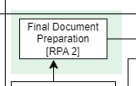 Final Document
Preparation
[RPA 2]